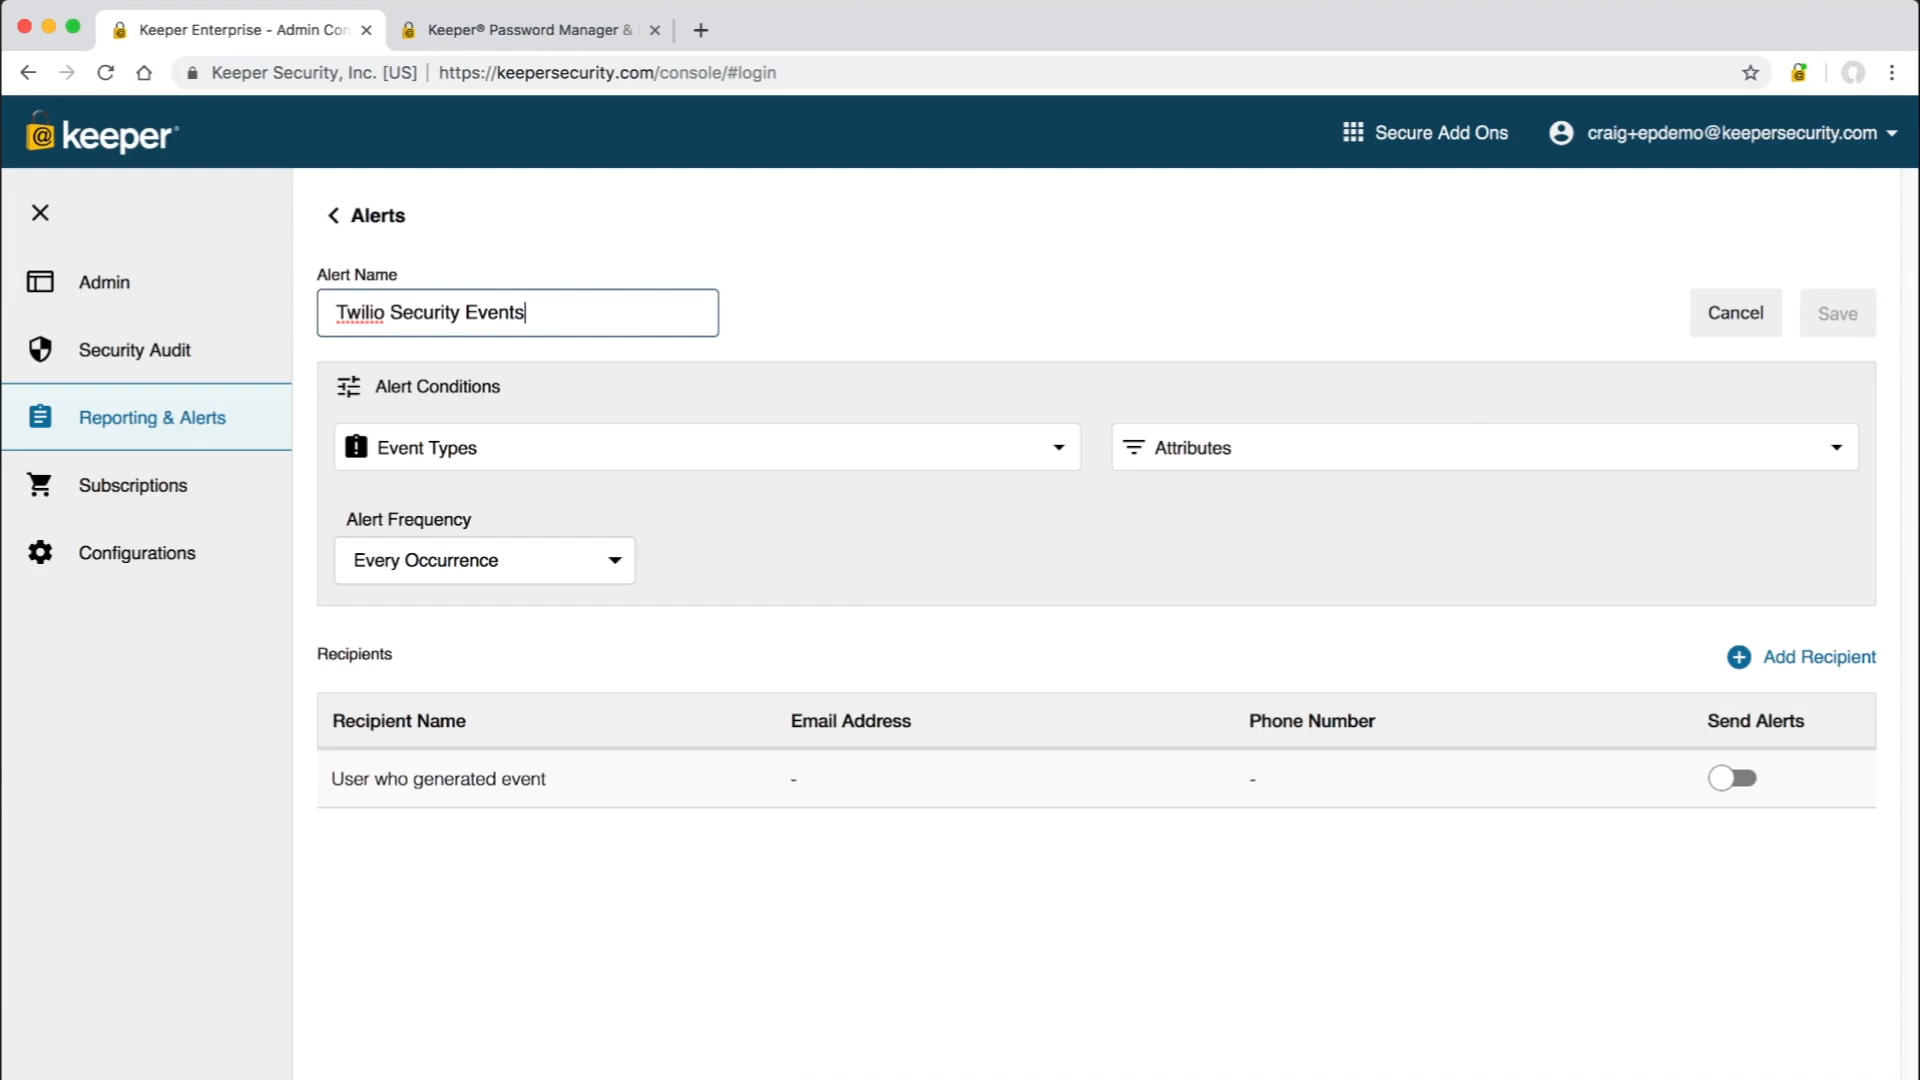 Keeper Enterprise - Admin Con
Keeper® Password Manager &
Keeper Security, Inc. [US] | https://keepersecurity.com/console/#login
keeper
Secure Add Ons
craig+epdemo@keepersecurity.com
Alerts
Admin
Security Audit
Reporting & Alerts
Subscriptions
Configurations
Alert Name
Twilio Security Events
Cancel
Save
Alert Conditions
Event Types
Attributes
Alert Frequency
Every Occurrence
Recipients
Add Recipient
Recipient Name Email Address Phone Number Send Alerts
User who generated event - -